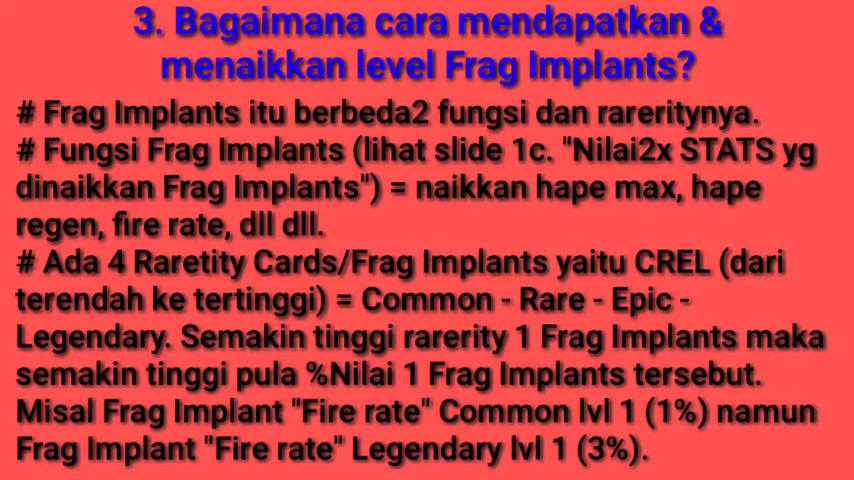 3. Bagaimana cara mendapatkan &
menaikkan level Frag Implants?
# Frag Implants itu berbeda2 fungsi dan rareritynya.
# Fungsi Frag Implants (lihat slide 1c. "Nilai2x STATS yg
dinaikkan Frag Implants") = naikkan hape max, hape
regen, fire rate, dll dll.
# Ada 4 Raretity Cards/Frag Implants yaitu CREL (dari
terendah ke tertinggi) = Common - Rare - Epic -
Legendary. Semakin tinggi rarerity 1 Frag Implants maka
semakin tinggi pula %Nilai 1 Frag Implants tersebut.
Misal Frag Implant "Fire rate" Common lvl 1 (1%) namun
Frag Implant "Fire rate" Legendary lvl 1 (3%).